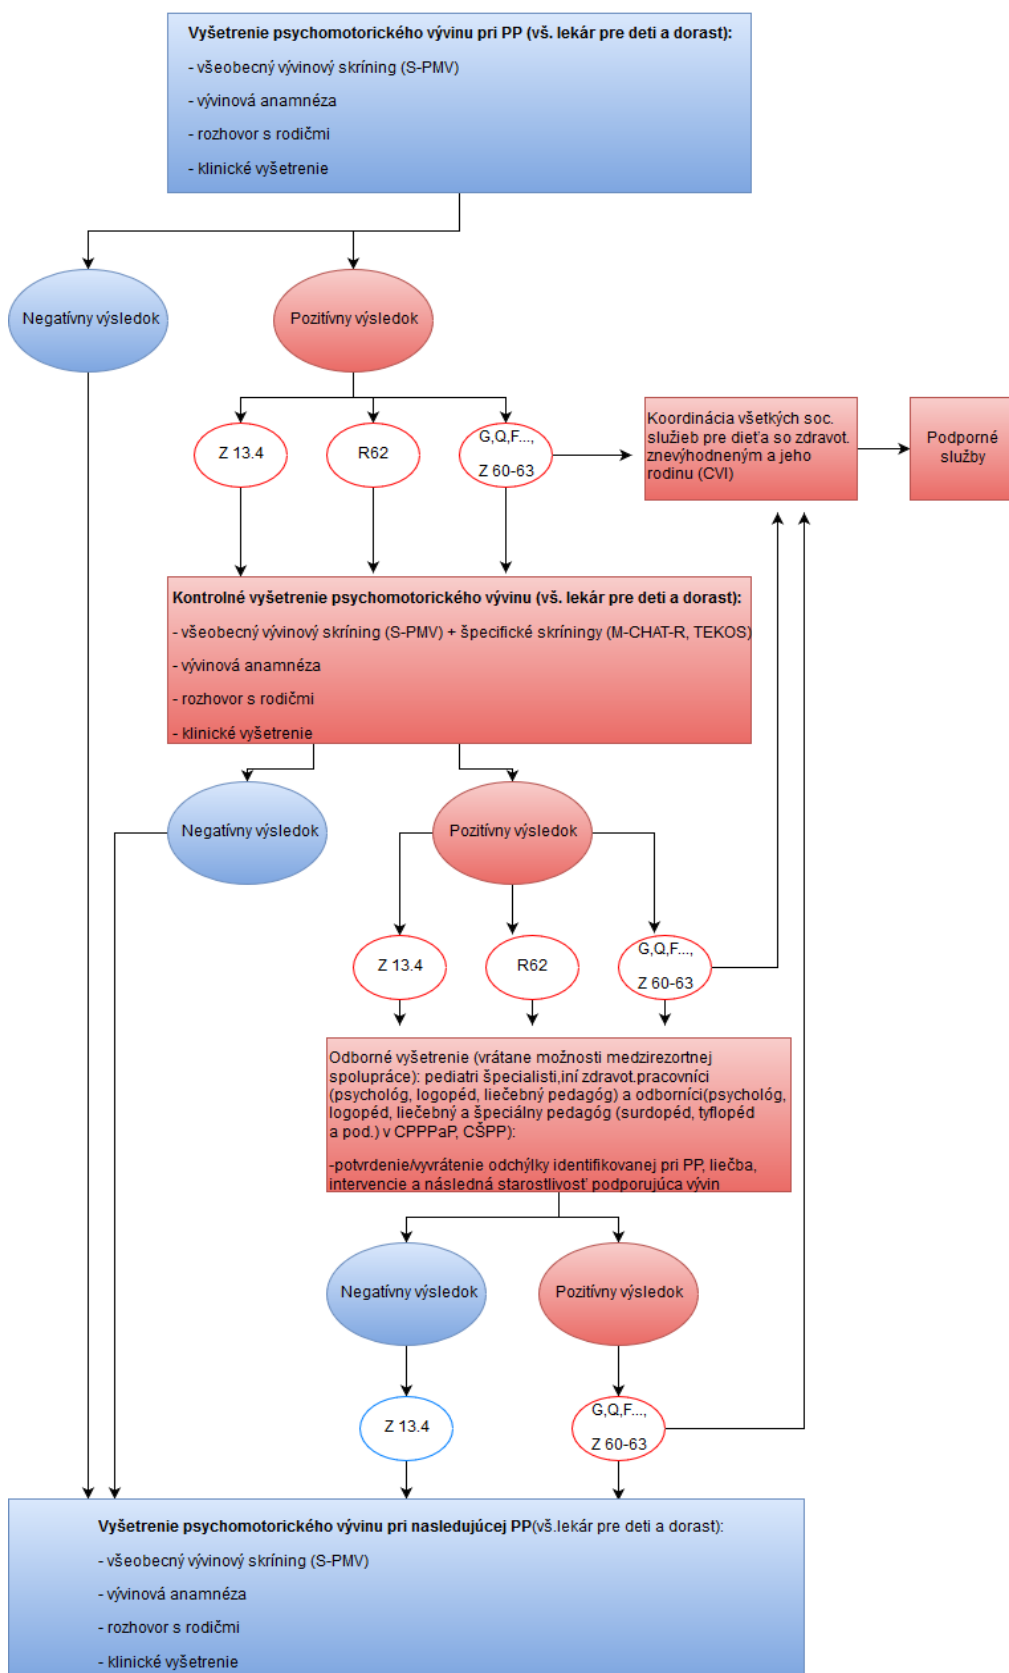 Vyšetrenie psychomotorického vývinu pri PP (vš. lekár pre deti a dorast):
- všeobecný vývinový skríning (S-PMV)
- vývinová anamnéza
- rozhovor s rodičmi
- klinické vyšetrenie
Negatívny výsledok
Pozitívny výsledok
Z 13.4
R62
G,Q,F...,
Z 60-63
Koordinácia všetkých soc.
služieb pre dieťa so zdravot.
znevýhodneným a jeho
rodinu (CVI)
Podporné
služby
Kontrolné vyšetrenie psychomotorického vývinu (vš. lekár pre deti a dorast):
- všeobecný vývinový skríning (S-PMV) + špecifické skríningy (M-CHAT-R, TEKOS)
- vývinová anamnéza
- rozhovor s rodičmi
- klinické vyšetrenie
Negatívny výsledok
Pozitívny výsledok
Z 13.4
R62
G,Q,F...,
Z 60-63
Odborné vyšetrenie (vrátane možnosti medzirezortnej
spolupráce): pediatri špecialisti,iní zdravot.pracovníci
(psychológ, logopéd, liečebný pedagóg) a odborníci(psychológ,
logopéd, liečebný a špeciálny pedagóg (surdopéd, tyflopéd
a pod.) v CPPPaP, CŠPP):
-potvrdenie/vyvrátenie odchýlky identifikovanej pri PP, liečba,
intervencie a následná starostlivosť podporujúca vývin
Negatívny výsledok
Pozitívny výsledok
Z 13.4
G,Q,F...,
Z 60-63
Vyšetrenie psychomotorického vývinu pri nasledujúcej PP(vš.lekár pre deti a dorast):
- všeobecný vývinový skríning (S-PMV)
- vývinová anamnéza
- rozhovor s rodičmi
- klinické vyšetrenie